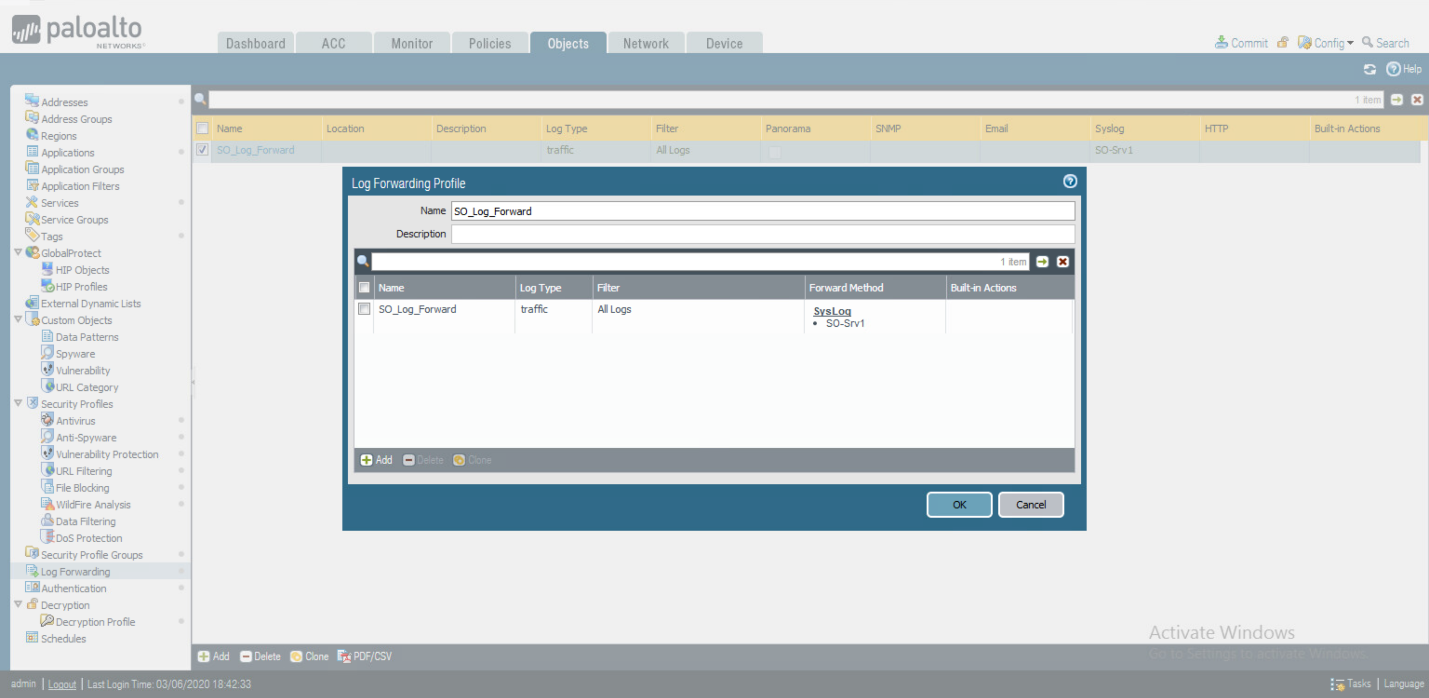 paloalto
NETWORKS
Dashboard ACC Monitor Policies Objects Network Device
Commit Config Search
Help
1 item
Name Location Description Log Type Filter Panorama SNMP Email Syslog HTTP Built-in Actions
SO_Log_Forward traffic All Logs SO-Srv1
Addresses
Address Groups
Regions
Applications
Application Groups
Application Filters
Services
Service Groups
Tags
GlobalProtect
HIP Objects
HIP Profiles
External Dynamic Lists
Custom Objects
Data Patterns
Spyware
Vulnerability
URL Category
Security Profiles
Antivirus
Anti-Spyware
Vulnerability Protection
URL Filtering
File Blocking
WildFire Analysis
Data Filtering
DoS Protection
Security Profile Groups
Log Forwarding
Authentication
Decryption
Decryption Profile
Schedules
Log Forwarding Profile
Name SO_Log_Forward
Description
1 item
Name Log Type Filter Forward Method Built-in Actions
SO_Log_Forward traffic All Logs SysLog
• SO-Srv1
Add Delete Clone
OK Cancel
Activate Windows
Go to Settings to activate Windows.
Add Delete Clone PDF/CSV
admin | Logout | Last Login Time: 03/06/2020 18:42:33
Tasks | Language